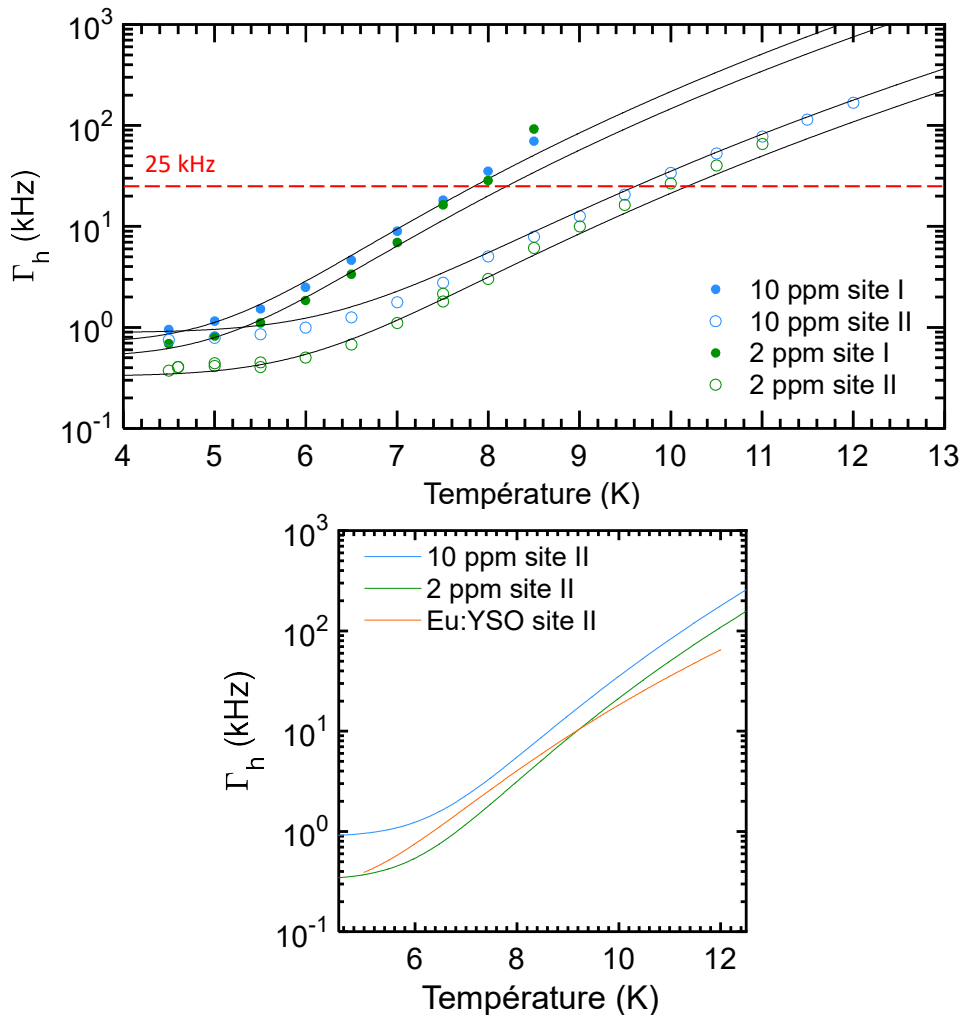 10³
10²
25 kHz
10¹
10⁰
10⁻¹
Γh (kHz)
10 ppm site I
10 ppm site II
2 ppm site I
2 ppm site II
4 5 6 7 8 9 10 11 12 13
Température (K)
10³
10 ppm site II
2 ppm site II
Eu:YSO site II
10²
10¹
10⁰
10⁻¹
Γh (kHz)
6 8 10 12
Température (K)